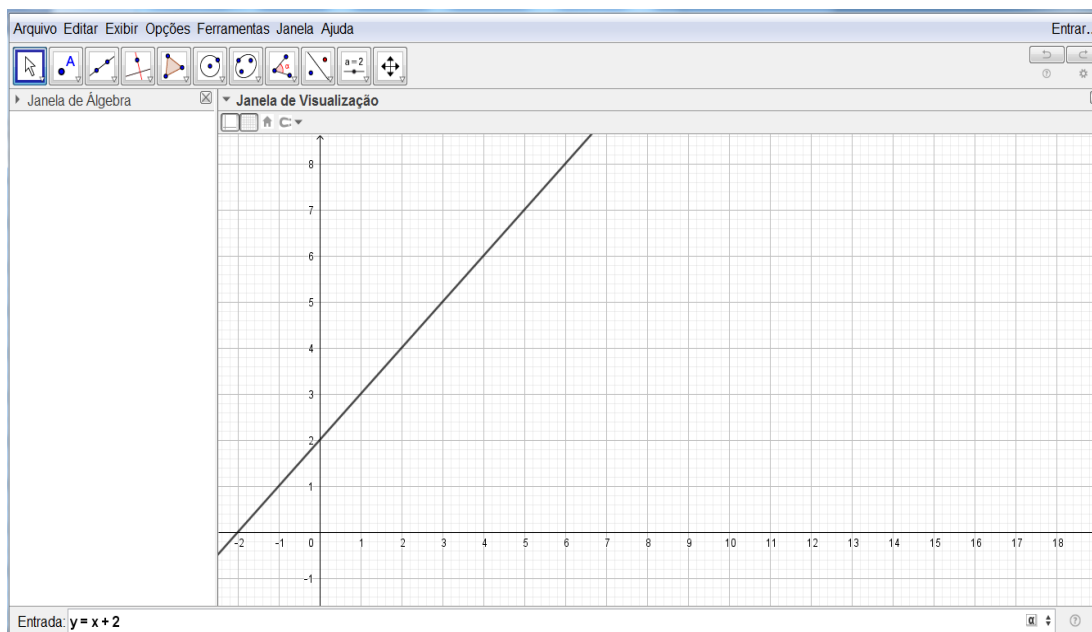 Arquivo Editar Exibir Opções Ferramentas Janela Ajuda
Entrar...
A
α
a = 2
Janela de Álgebra
Janela de Visualização
8
7
6
5
4
3
2
1
-2 -1 0 1 2 3 4 5 6 7 8 9 10 11 12 13 14 15 16 17 18
-1
Entrada: y = x + 2
α